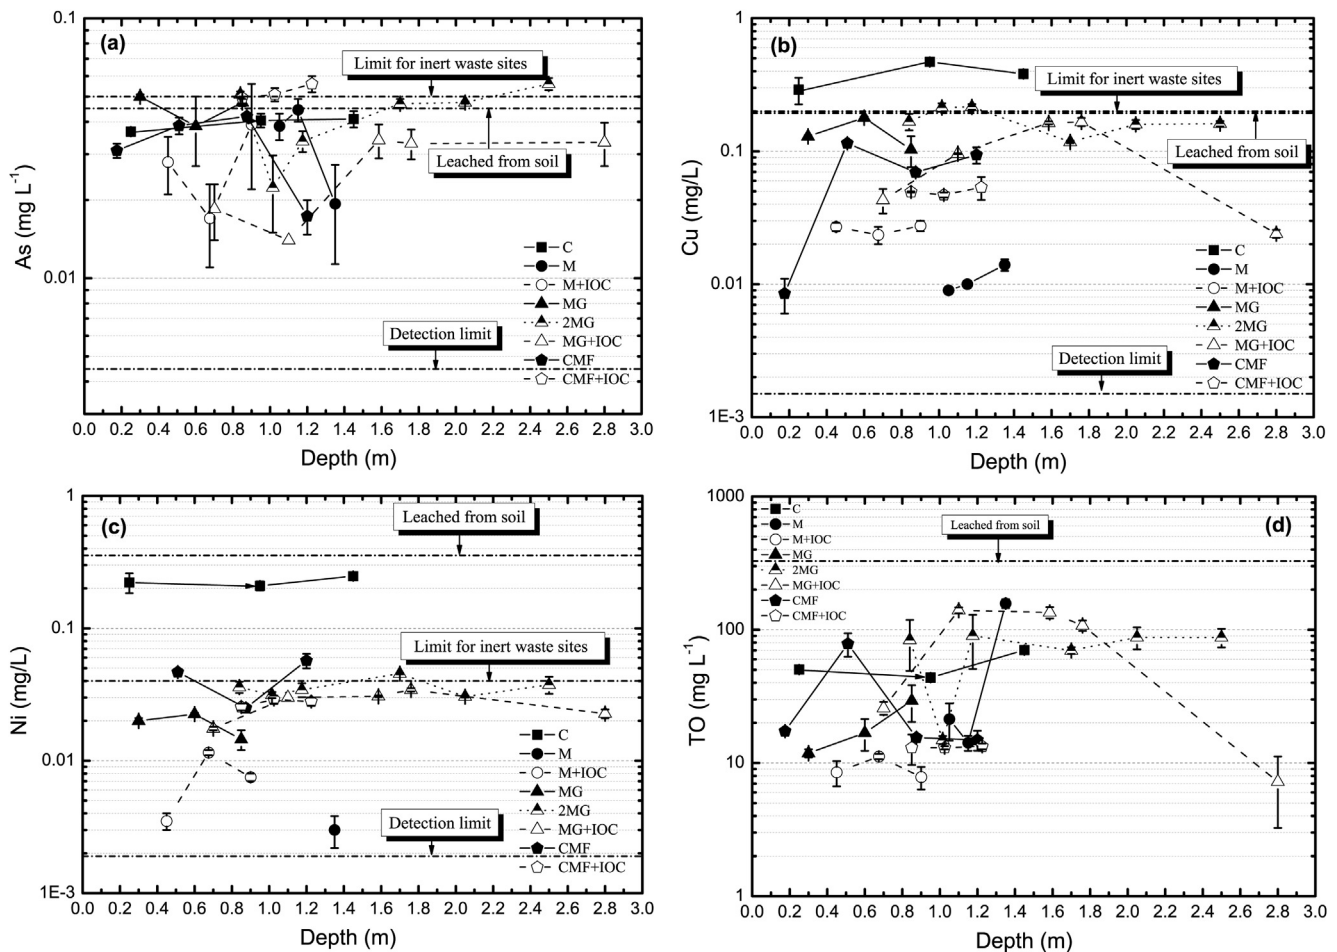 (a)
0.1
0.01
As (mg L⁻¹)
Limit for inert waste sites
Leached from soil
Detection limit
C
M
M+IOC
MG
2MG
MG+IOC
CMF
CMF+IOC
0.0 0.2 0.4 0.6 0.8 1.0 1.2 1.4 1.6 1.8 2.0 2.2 2.4 2.6 2.8 3.0
Depth (m)
(b)
1
0.1
0.01
1E-3
Cu (mg/L)
Limit for inert waste sites
Leached from soil
Detection limit
C
M
M+IOC
MG
2MG
MG+IOC
CMF
CMF+IOC
0.0 0.2 0.4 0.6 0.8 1.0 1.2 1.4 1.6 1.8 2.0 2.2 2.4 2.6 2.8 3.0
Depth (m)
(c)
1
0.1
0.01
1E-3
Ni (mg/L)
Leached from soil
Limit for inert waste sites
Detection limit
C
M
M+IOC
MG
2MG
MG+IOC
CMF
CMF+IOC
0.0 0.2 0.4 0.6 0.8 1.0 1.2 1.4 1.6 1.8 2.0 2.2 2.4 2.6 2.8 3.0
Depth (m)
(d)
1000
100
10
1
TO (mg L⁻¹)
Leached from soil
C
M
M+IOC
MG
2MG
MG+IOC
CMF
CMF+IOC
0.0 0.2 0.4 0.6 0.8 1.0 1.2 1.4 1.6 1.8 2.0 2.2 2.4 2.6 2.8 3.0
Depth (m)